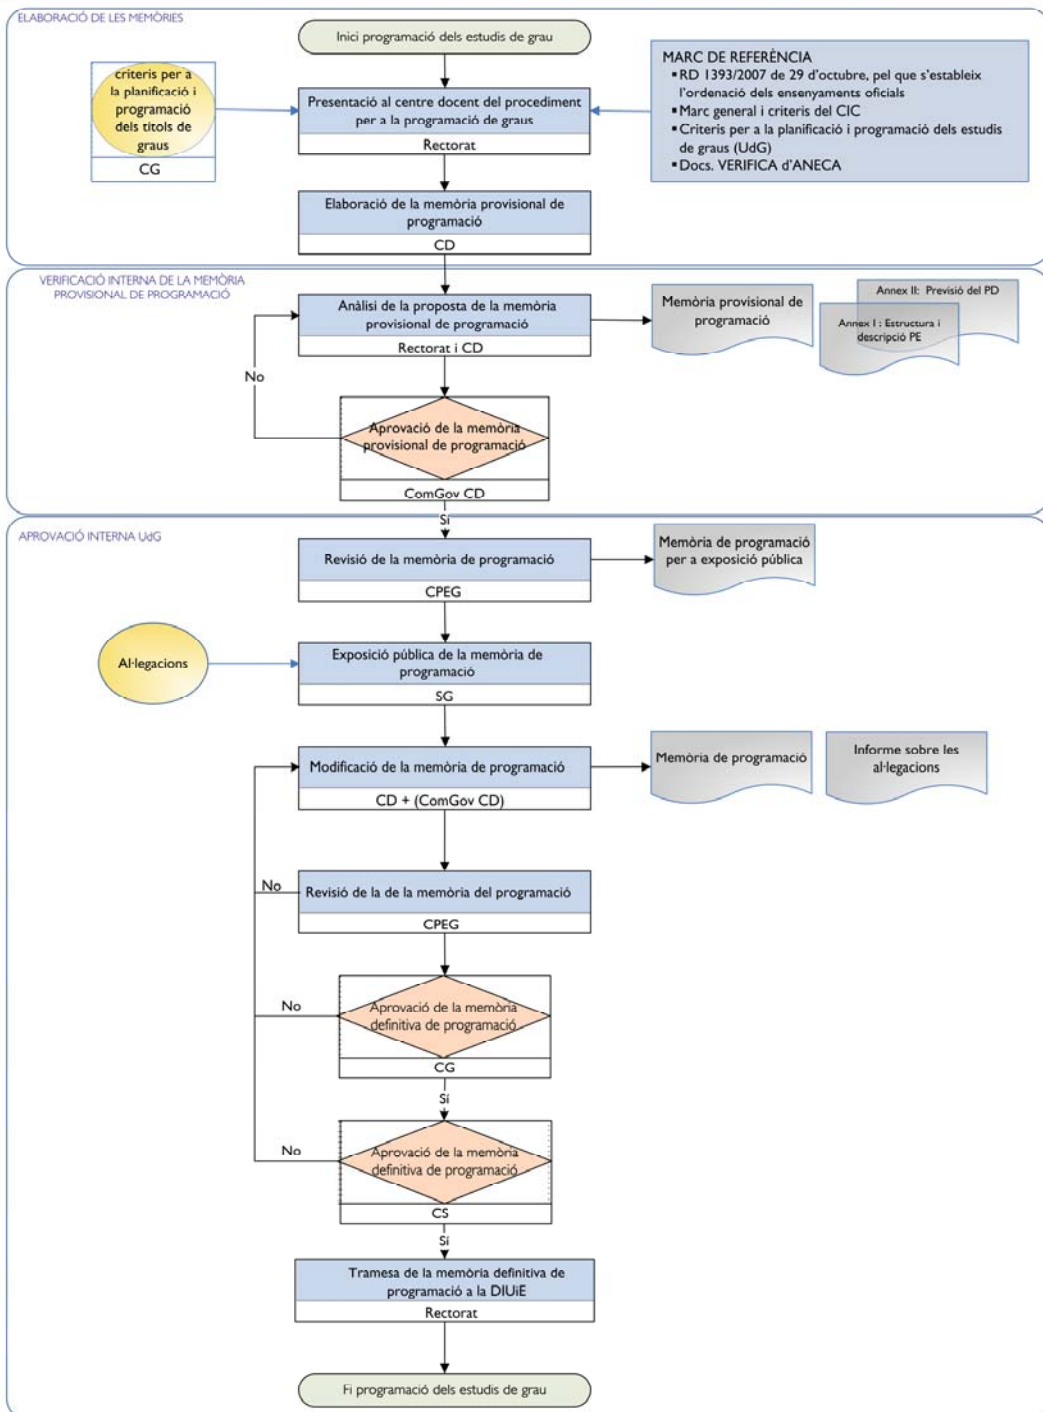 ELABORACIÓ DE LES MEMÒRIES
Inici programació dels estudis de grau
criteris per a
la planificació i
programació
dels títols de
graus
CG
Presentació al centre docent del procediment
per a la programació de graus
Rectorat
MARC DE REFERÈNCIA
▪ RD 1393/2007 de 29 d'octubre, pel que s'estableix
l'ordenació dels ensenyaments oficials
▪ Marc general i criteris del CIC
▪ Criteris per a la planificació i programació dels estudis
de graus (UdG)
▪ Docs. VERIFICA d'ANECA
Elaboració de la memòria provisional de
programació
CD
VERIFICACIÓ INTERNA DE LA MEMÒRIA
PROVISIONAL DE PROGRAMACIÓ
Anàlisi de la proposta de la memòria
provisional de programació
Rectorat i CD
Memòria provisional de
programació
Annex II: Previsió del PD
Annex I : Estructura i
descripció PE
No
Aprovació de la memòria
provisional de programació
ComGov CD
Sí
APROVACIÓ INTERNA UdG
Revisió de la memòria de programació
CPEG
Memòria de programació
per a exposició pública
Al·legacions
Exposició pública de la memòria de
programació
SG
Modificació de la memòria de programació
CD + (ComGov CD)
Memòria de programació
Informe sobre les
al·legacions
No
Revisió de la de la memòria del programació
CPEG
No
Aprovació de la memòria
definitiva de programació
CG
Sí
No
Aprovació de la memòria
definitiva de programació
CS
Sí
Tramesa de la memòria definitiva de
programació a la DIUiE
Rectorat
Fi programació dels estudis de grau